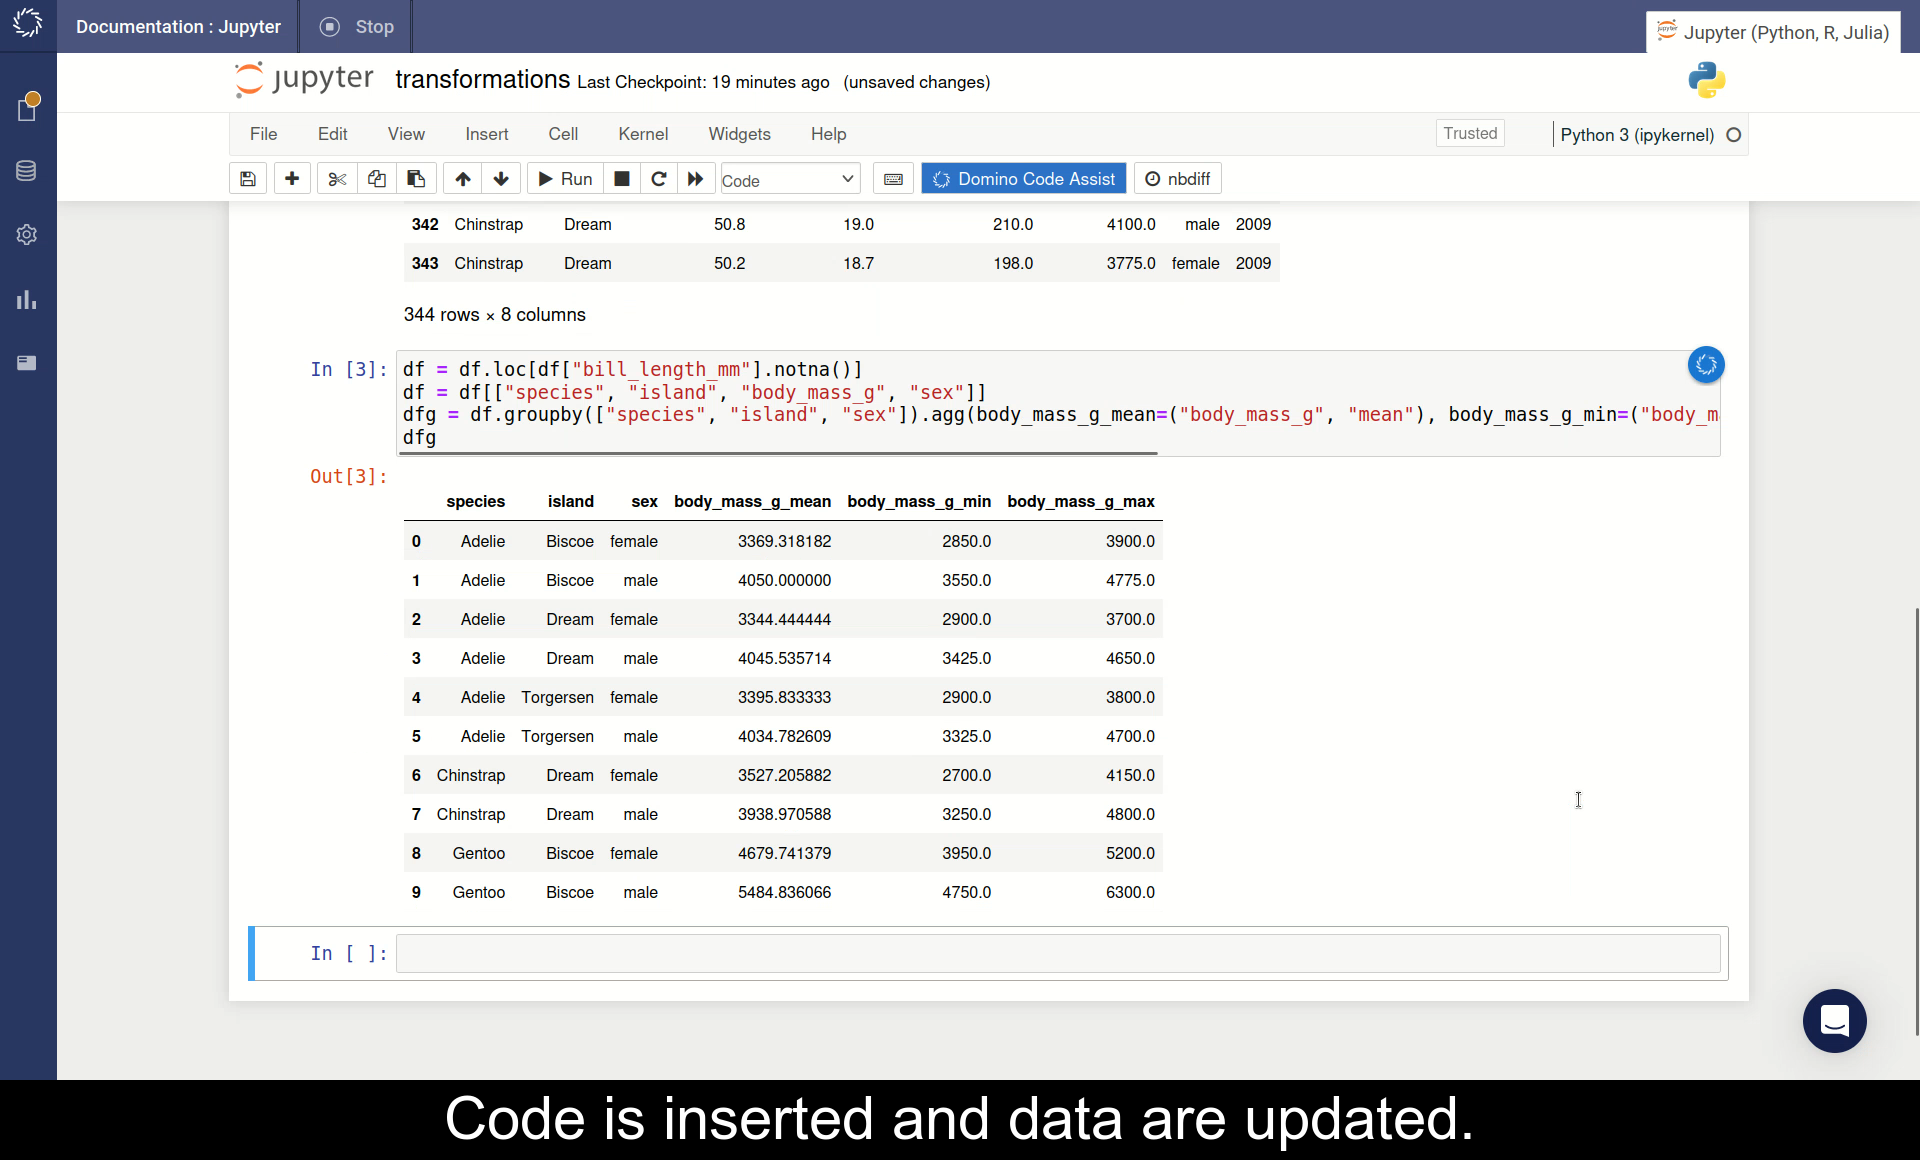 Documentation : Jupyter Stop Jupyter (Python, R, Julia)
jupyter transformations Last Checkpoint: 19 minutes ago (unsaved changes)
File Edit View Insert Cell Kernel Widgets Help Trusted Python 3 (ipykernel)
Run Code Domino Code Assist nbdiff
342 Chinstrap Dream 50.8 19.0 210.0 4100.0 male 2009
343 Chinstrap Dream 50.2 18.7 198.0 3775.0 female 2009
344 rows × 8 columns
In [3]: df = df.loc[df["bill_length_mm"].notna()]
df = df[["species", "island", "body_mass_g", "sex"]]
dfg = df.groupby(["species", "island", "sex"]).agg(body_mass_g_mean=("body_mass_g", "mean"), body_mass_g_min=("body_m
dfg
Out[3]:
species island sex body_mass_g_mean body_mass_g_min body_mass_g_max
0 Adelie Biscoe female 3369.318182 2850.0 3900.0
1 Adelie Biscoe male 4050.000000 3550.0 4775.0
2 Adelie Dream female 3344.444444 2900.0 3700.0
3 Adelie Dream male 4045.535714 3425.0 4650.0
4 Adelie Torgersen female 3395.833333 2900.0 3800.0
5 Adelie Torgersen male 4034.782609 3325.0 4700.0
6 Chinstrap Dream female 3527.205882 2700.0 4150.0
7 Chinstrap Dream male 3938.970588 3250.0 4800.0
8 Gentoo Biscoe female 4679.741379 3950.0 5200.0
9 Gentoo Biscoe male 5484.836066 4750.0 6300.0
In [ ]:
Code is inserted and data are updated.